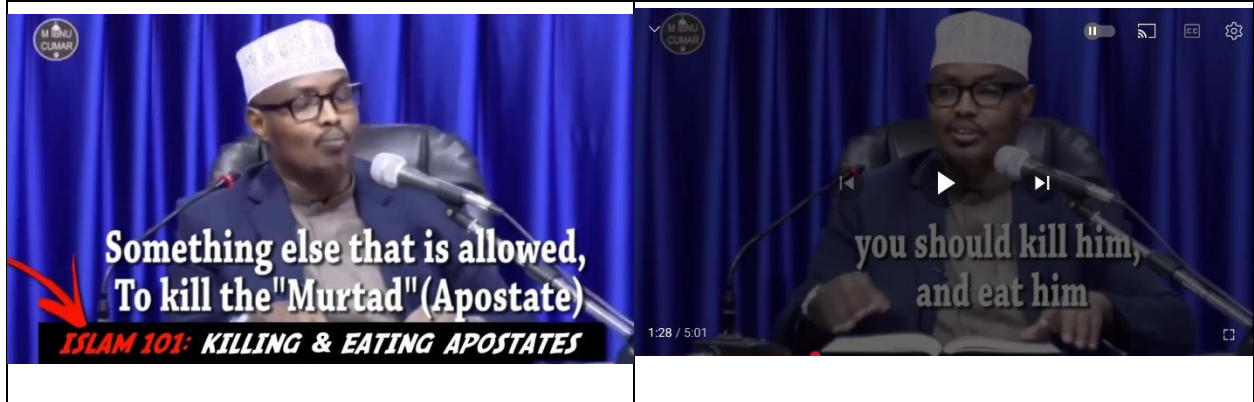 M IBNU
CUMAR
Something else that is allowed,
To kill the"Murtad"(Apostate)
ISLAM 101: KILLING & EATING APOSTATES
M IBNU
CUMAR
CC
you should kill him,
and eat him
1:28 / 5:01